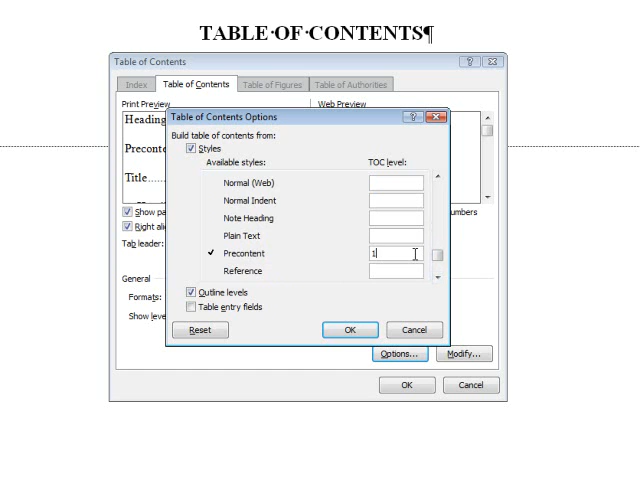 TABLE·OF·CONTENTS¶
Table of Contents
Index Table of Contents Table of Figures Table of Authorities
Print Preview Web Preview
Table of Contents Options
Heading
Build table of contents from:
Styles
Preconte
Available styles: TOC level:
Title.....
Normal (Web)
Normal Indent
Show pa
Note Heading
numbers
Right alig
Plain Text
Tab leader:
Precontent 1
Reference
General
Outline levels
Formats:
Table entry fields
Show leve
Reset OK Cancel
Options... Modify...
OK Cancel